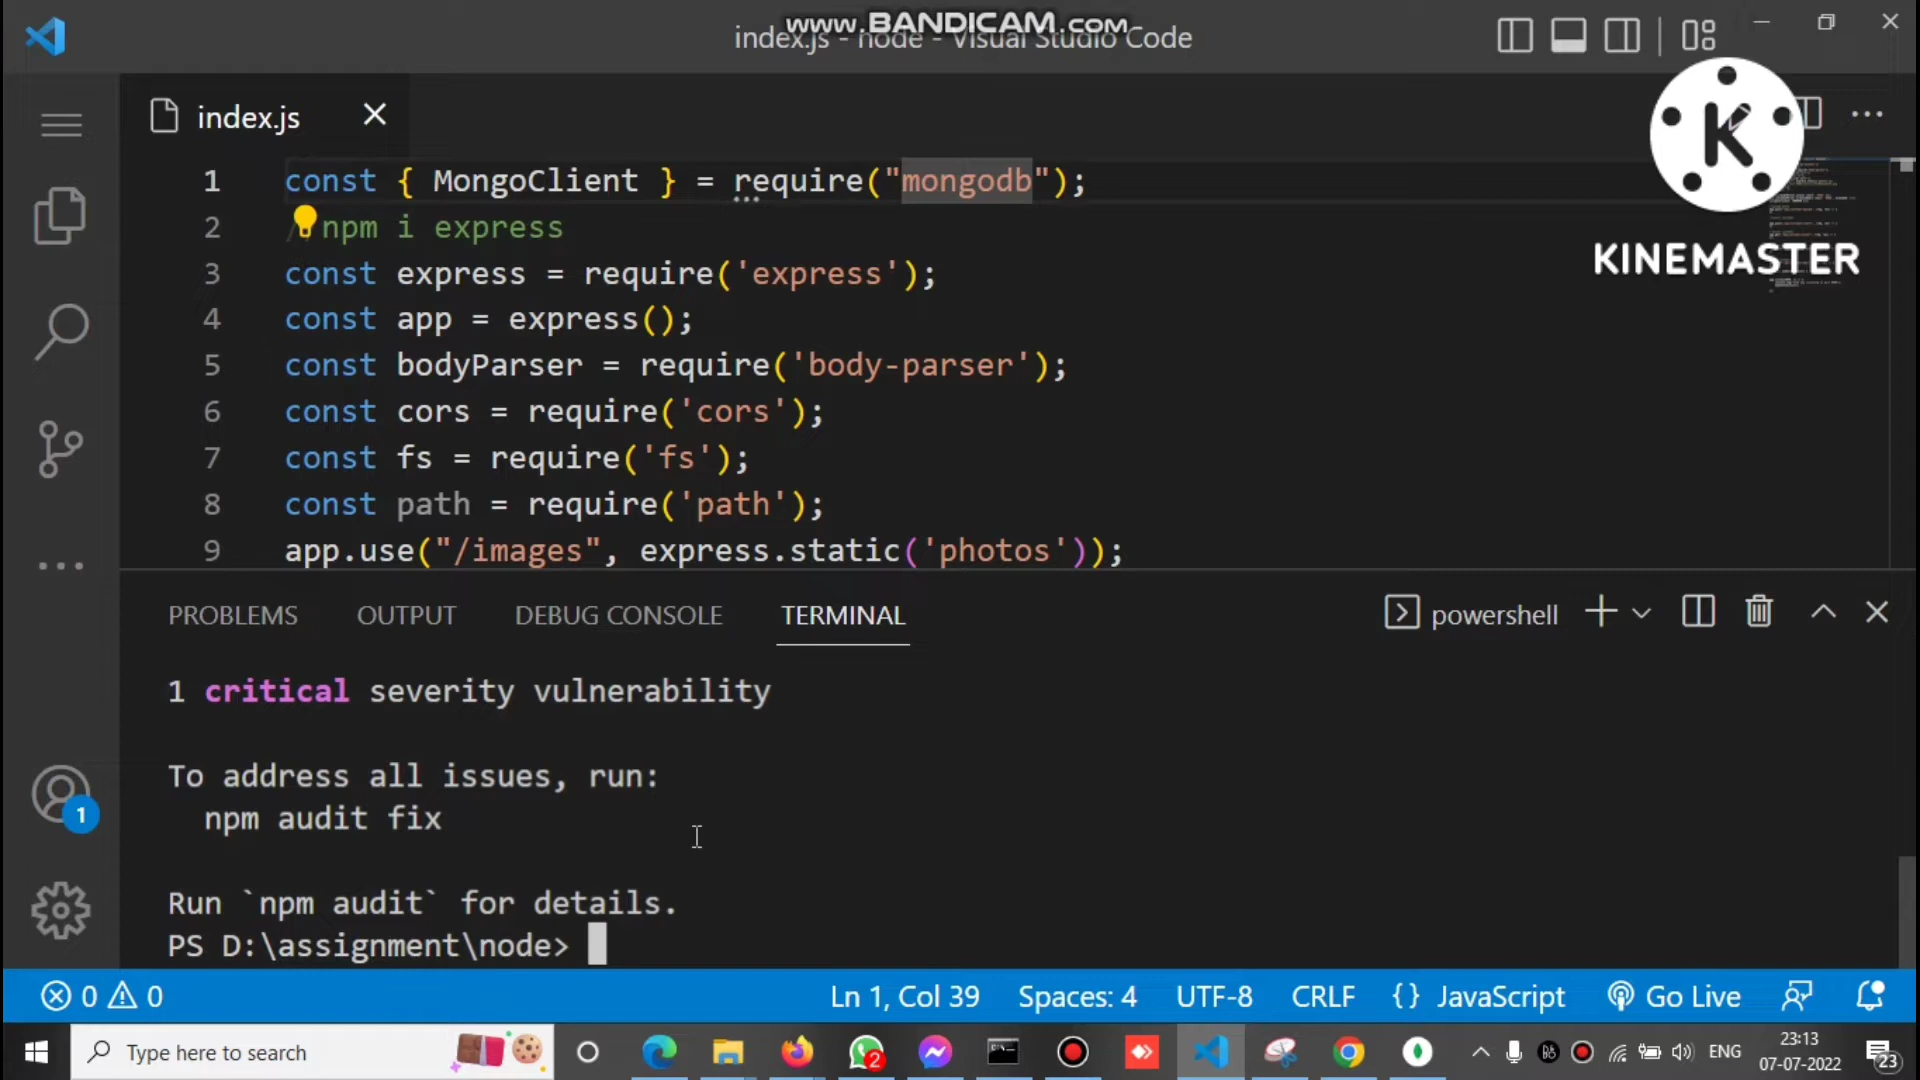 www.BANDICAM.com
index.js - node - Visual Studio Code
index.js
KINEMASTER
1 const { MongoClient } = require("mongodb");
2 /npm i express
3 const express = require('express');
4 const app = express();
5 const bodyParser = require('body-parser');
6 const cors = require('cors');
7 const fs = require('fs');
8 const path = require('path');
9 app.use("/images", express.static('photos'));
PROBLEMS OUTPUT DEBUG CONSOLE TERMINAL powershell
1 critical severity vulnerability
To address all issues, run:
npm audit fix
Run `npm audit` for details.
PS D:\assignment\node>
1
0 0 Ln 1, Col 39 Spaces: 4 UTF-8 CRLF {} JavaScript Go Live
Type here to search
2
ENG
23:13
07-07-2022
23